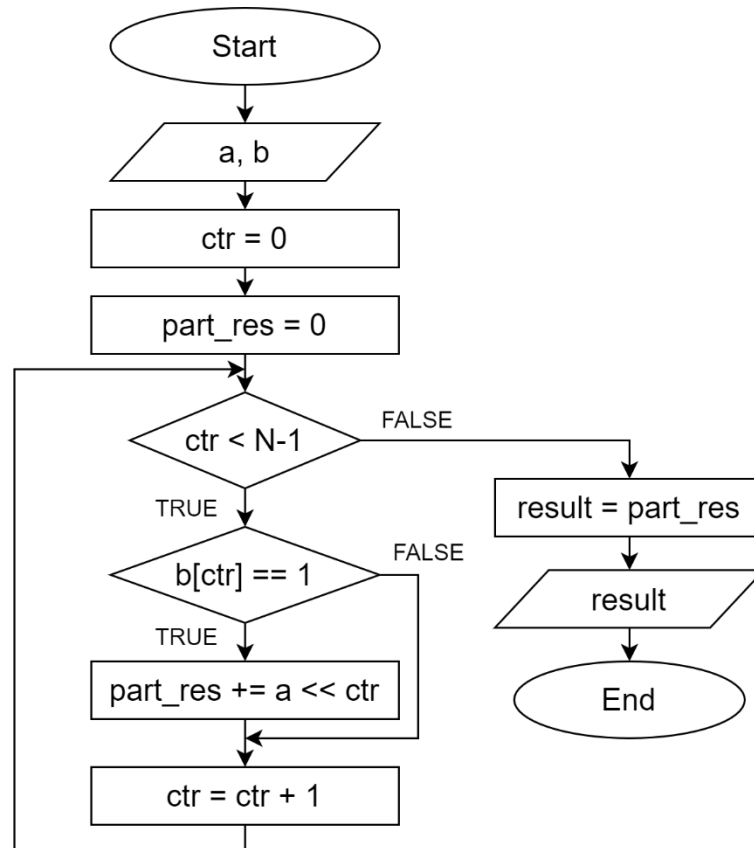 Start
a, b
ctr = 0
part_res = 0
ctr < N-1
FALSE
TRUE
b[ctr] == 1
FALSE
TRUE
part_res += a << ctr
ctr = ctr + 1
result = part_res
result
End